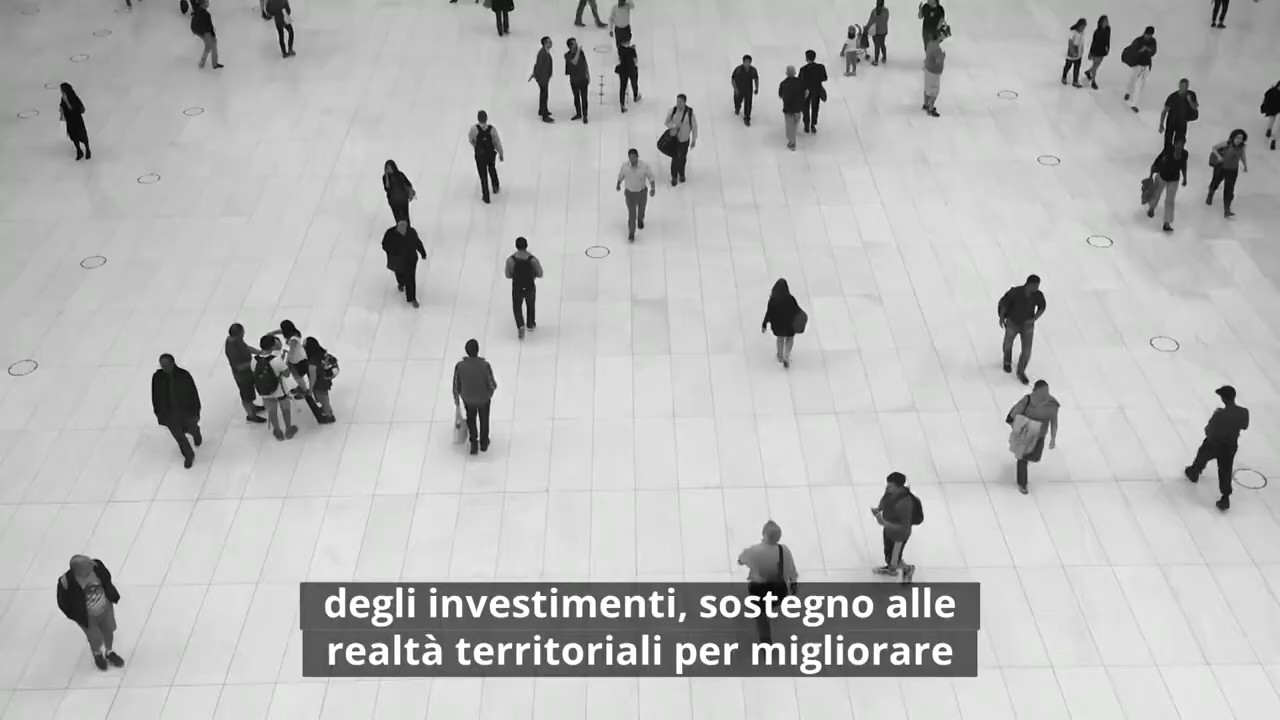 degli investimenti, sostegno alle
realtà territoriali per migliorare